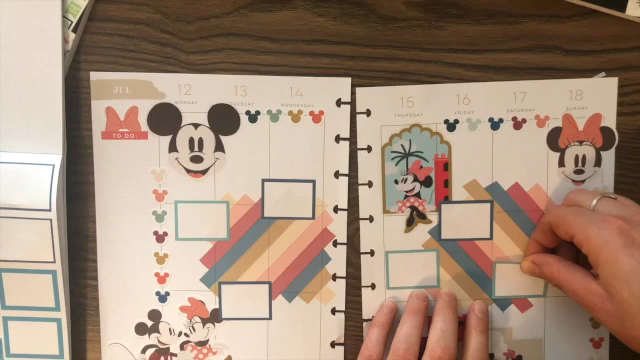 JUL
12
MONDAY
13
TUESDAY
14
WEDNESDAY
TO DO:
15
THURSDAY
16
FRIDAY
17
SATURDAY
18
SUNDAY